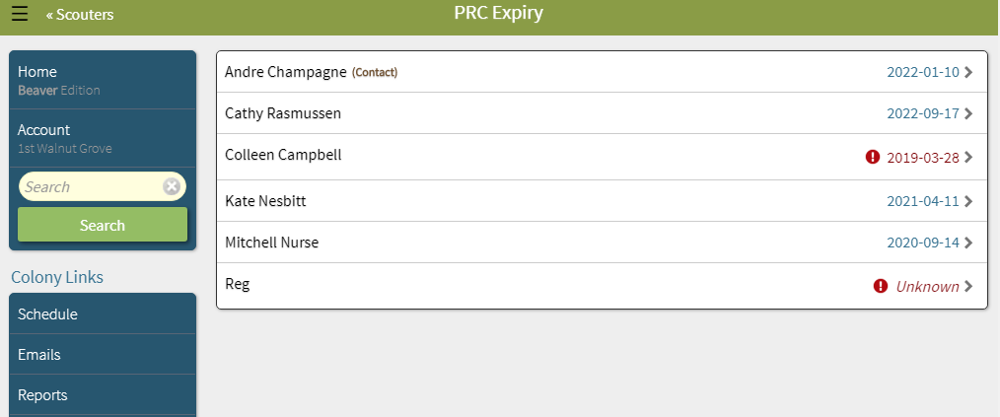 « Scouters
PRC Expiry
Home
Beaver Edition
Account
1st Walnut Grove
Search
Search
Colony Links
Schedule
Emails
Reports
Andre Champagne (Contact) 2022-01-10
Cathy Rasmussen 2022-09-17
Colleen Campbell 2019-03-28
Kate Nesbitt 2021-04-11
Mitchell Nurse 2020-09-14
Reg Unknown